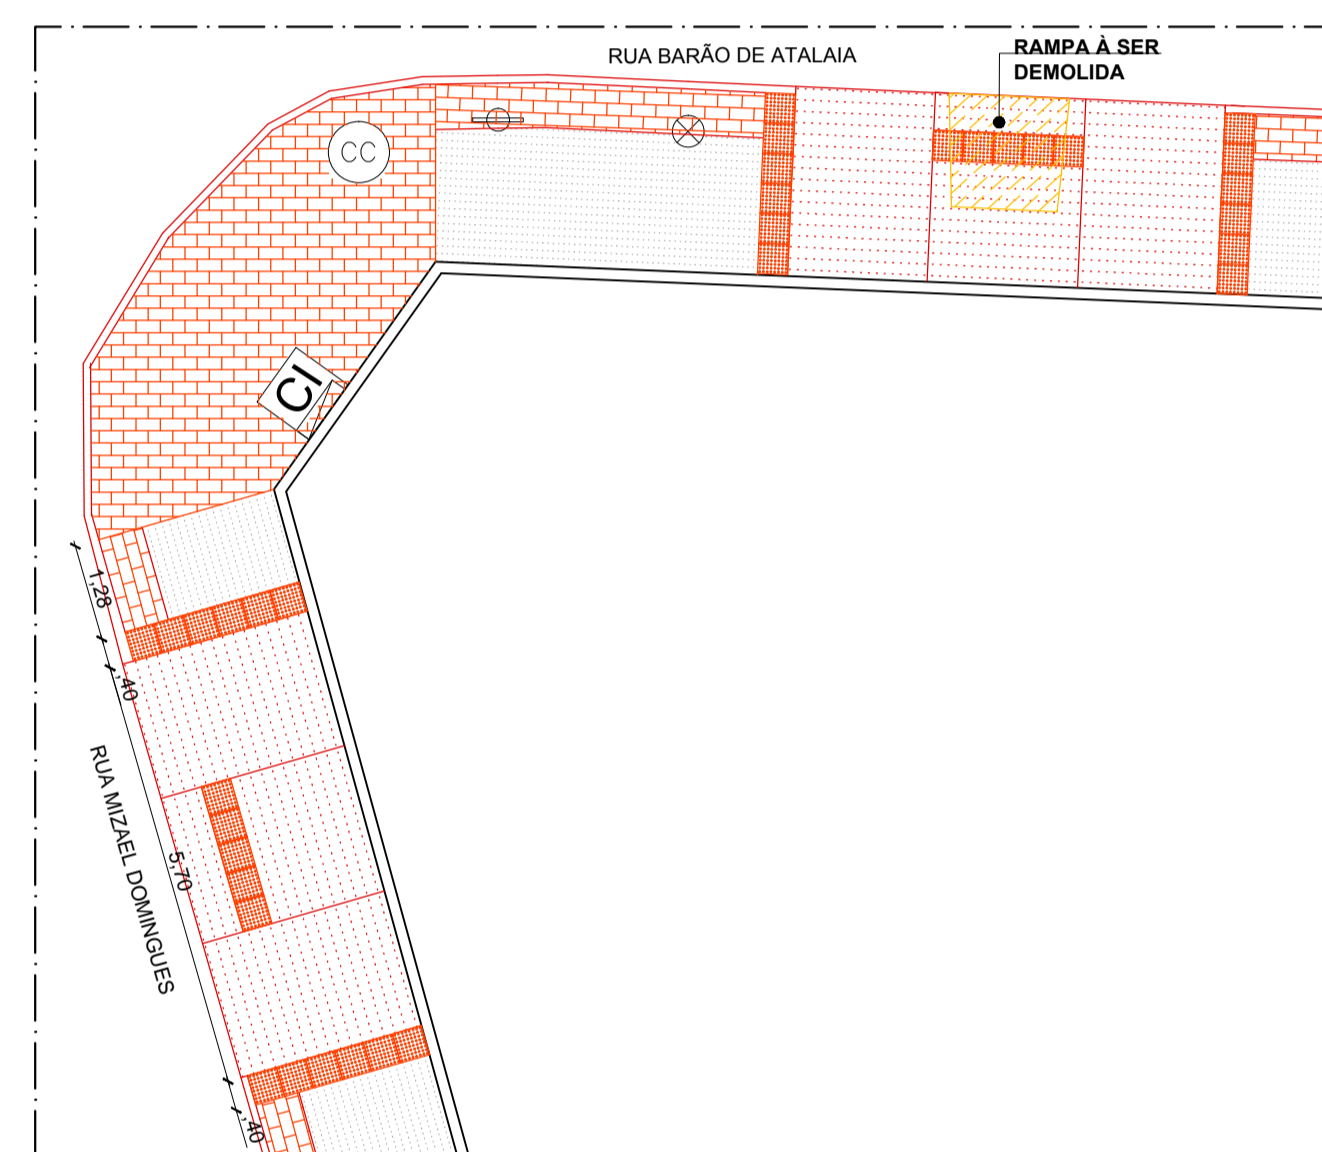 RUA BARÃO DE ATALAIA
RAMPA À SER
DEMOLIDA
CC
CI
1,28
,40
RUA MIZAEL DOMINGUES
5,70
,40